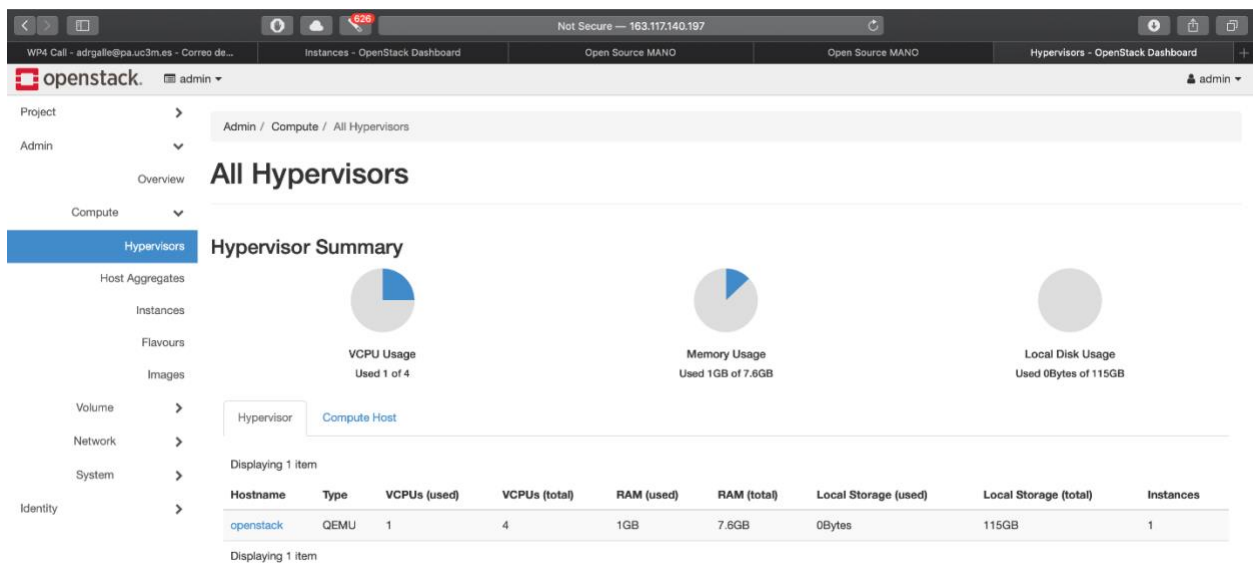 626
Not Secure — 163.117.140.197
WP4 Call - adrgalle@pa.uc3m.es - Correo de...
Instances - OpenStack Dashboard
Open Source MANO
Open Source MANO
Hypervisors - OpenStack Dashboard
openstack. admin
admin
Project
Admin
Overview
Compute
Hypervisors
Host Aggregates
Instances
Flavours
Images
Volume
Network
System
Identity
Admin / Compute / All Hypervisors
All Hypervisors
Hypervisor Summary
VCPU Usage
Used 1 of 4
Memory Usage
Used 1GB of 7.6GB
Local Disk Usage
Used 0Bytes of 115GB
Hypervisor Compute Host
Displaying 1 item
Hostname Type VCPUs (used) VCPUs (total) RAM (used) RAM (total) Local Storage (used) Local Storage (total) Instances
openstack QEMU 1 4 1GB 7.6GB 0Bytes 115GB 1
Displaying 1 item